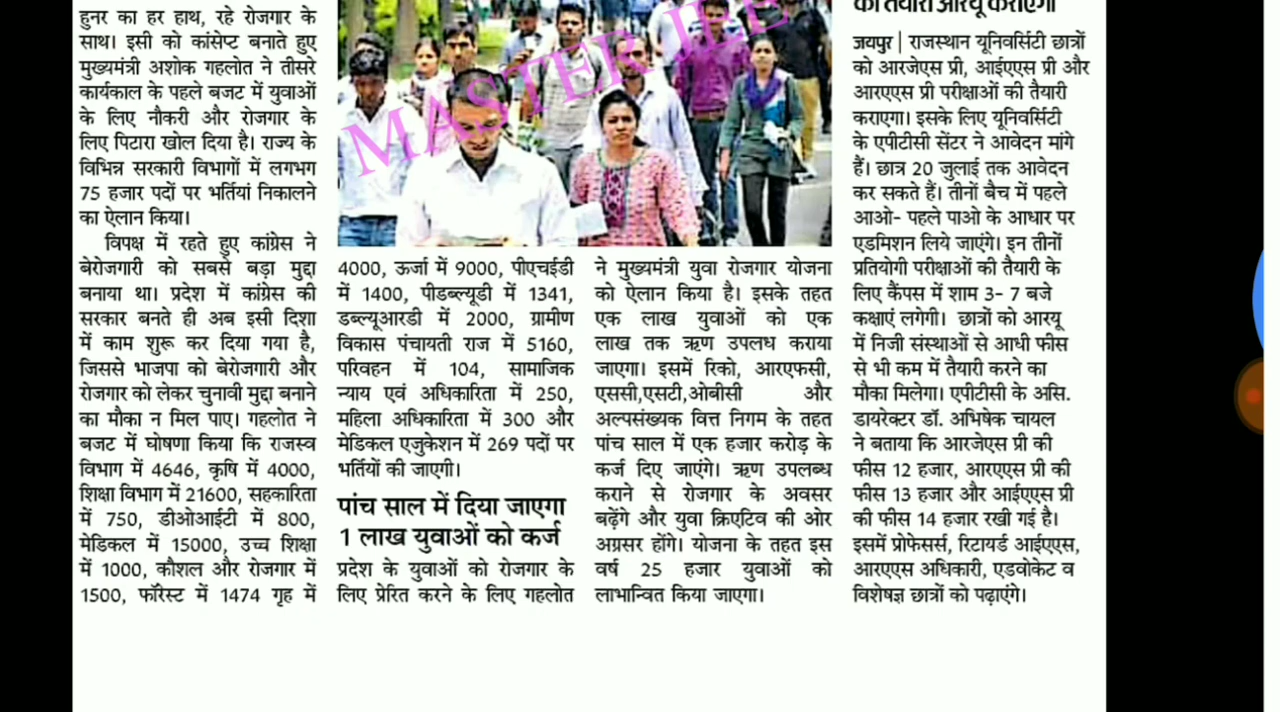 हुनर का हर हाथ, रहे रोजगार के
साथ। इसी को कांसेप्ट बनाते हुए
मुख्यमंत्री अशोक गहलोत ने तीसरे
कार्यकाल के पहले बजट में युवाओं
के लिए नौकरी और रोजगार के
लिए पिटारा खोल दिया है। राज्य के
विभिन्न सरकारी विभागों में लगभग
75 हजार पदों पर भर्तियां निकालने
का ऐलान किया।
विपक्ष में रहते हुए कांग्रेस ने
बेरोजगारी को सबसे बड़ा मुद्दा
बनाया था। प्रदेश में कांग्रेस की
सरकार बनते ही अब इसी दिशा
में काम शुरू कर दिया गया है,
जिससे भाजपा को बेरोजगारी और
रोजगार को लेकर चुनावी मुद्दा बनाने
का मौका न मिल पाए। गहलोत ने
बजट में घोषणा किया कि राजस्व
विभाग में 4646, कृषि में 4000,
शिक्षा विभाग में 21600, सहकारिता
में 750, डीओआईटी में 800,
मेडिकल में 15000, उच्च शिक्षा
में 1000, कौशल और रोजगार में
1500, फॉरेस्ट में 1474 गृह में
MASTER JEE
4000, ऊर्जा में 9000, पीएचईडी
में 1400, पीडब्ल्यूडी में 1341,
डब्ल्यूआरडी में 2000, ग्रामीण
विकास पंचायती राज में 5160,
परिवहन में 104, सामाजिक
न्याय एवं अधिकारिता में 250,
महिला अधिकारिता में 300 और
मेडिकल एजुकेशन में 269 पदों पर
भर्तियों की जाएगी।
पांच साल में दिया जाएगा
1 लाख युवाओं को कर्ज
प्रदेश के युवाओं को रोजगार के
लिए प्रेरित करने के लिए गहलोत
ने मुख्यमंत्री युवा रोजगार योजना
को ऐलान किया है। इसके तहत
एक लाख युवाओं को एक
लाख तक ऋण उपलध कराया
जाएगा। इसमें रिको, आरएफसी,
एससी,एसटी,ओबीसी और
अल्पसंख्यक वित्त निगम के तहत
पांच साल में एक हजार करोड़ के
कर्ज दिए जाएंगे। ऋण उपलब्ध
कराने से रोजगार के अवसर
बढ़ेंगे और युवा क्रिएटिव की ओर
अग्रसर होंगे। योजना के तहत इस
वर्ष 25 हजार युवाओं को
लाभान्वित किया जाएगा।
की तैयारी आरयू कराएगा
जयपुर | राजस्थान यूनिवर्सिटी छात्रों
को आरजेएस प्री, आईएएस प्री और
आरएएस प्री परीक्षाओं की तैयारी
कराएगा। इसके लिए यूनिवर्सिटी
के एपीटीसी सेंटर ने आवेदन मांगे
हैं। छात्र 20 जुलाई तक आवेदन
कर सकते हैं। तीनों बैच में पहले
आओ- पहले पाओ के आधार पर
एडमिशन लिये जाएंगे। इन तीनों
प्रतियोगी परीक्षाओं की तैयारी के
लिए कैंपस में शाम 3- 7 बजे
कक्षाएं लगेगी। छात्रों को आरयू
में निजी संस्थाओं से आधी फीस
से भी कम में तैयारी करने का
मौका मिलेगा। एपीटीसी के असि.
डायरेक्टर डॉ. अभिषेक चायल
ने बताया कि आरजेएस प्री की
फीस 12 हजार, आरएएस प्री की
फीस 13 हजार और आईएएस प्री
की फीस 14 हजार रखी गई है।
इसमें प्रोफेसर्स, रिटायर्ड आईएएस,
आरएएस अधिकारी, एडवोकेट व
विशेषज्ञ छात्रों को पढ़ाएंगे।